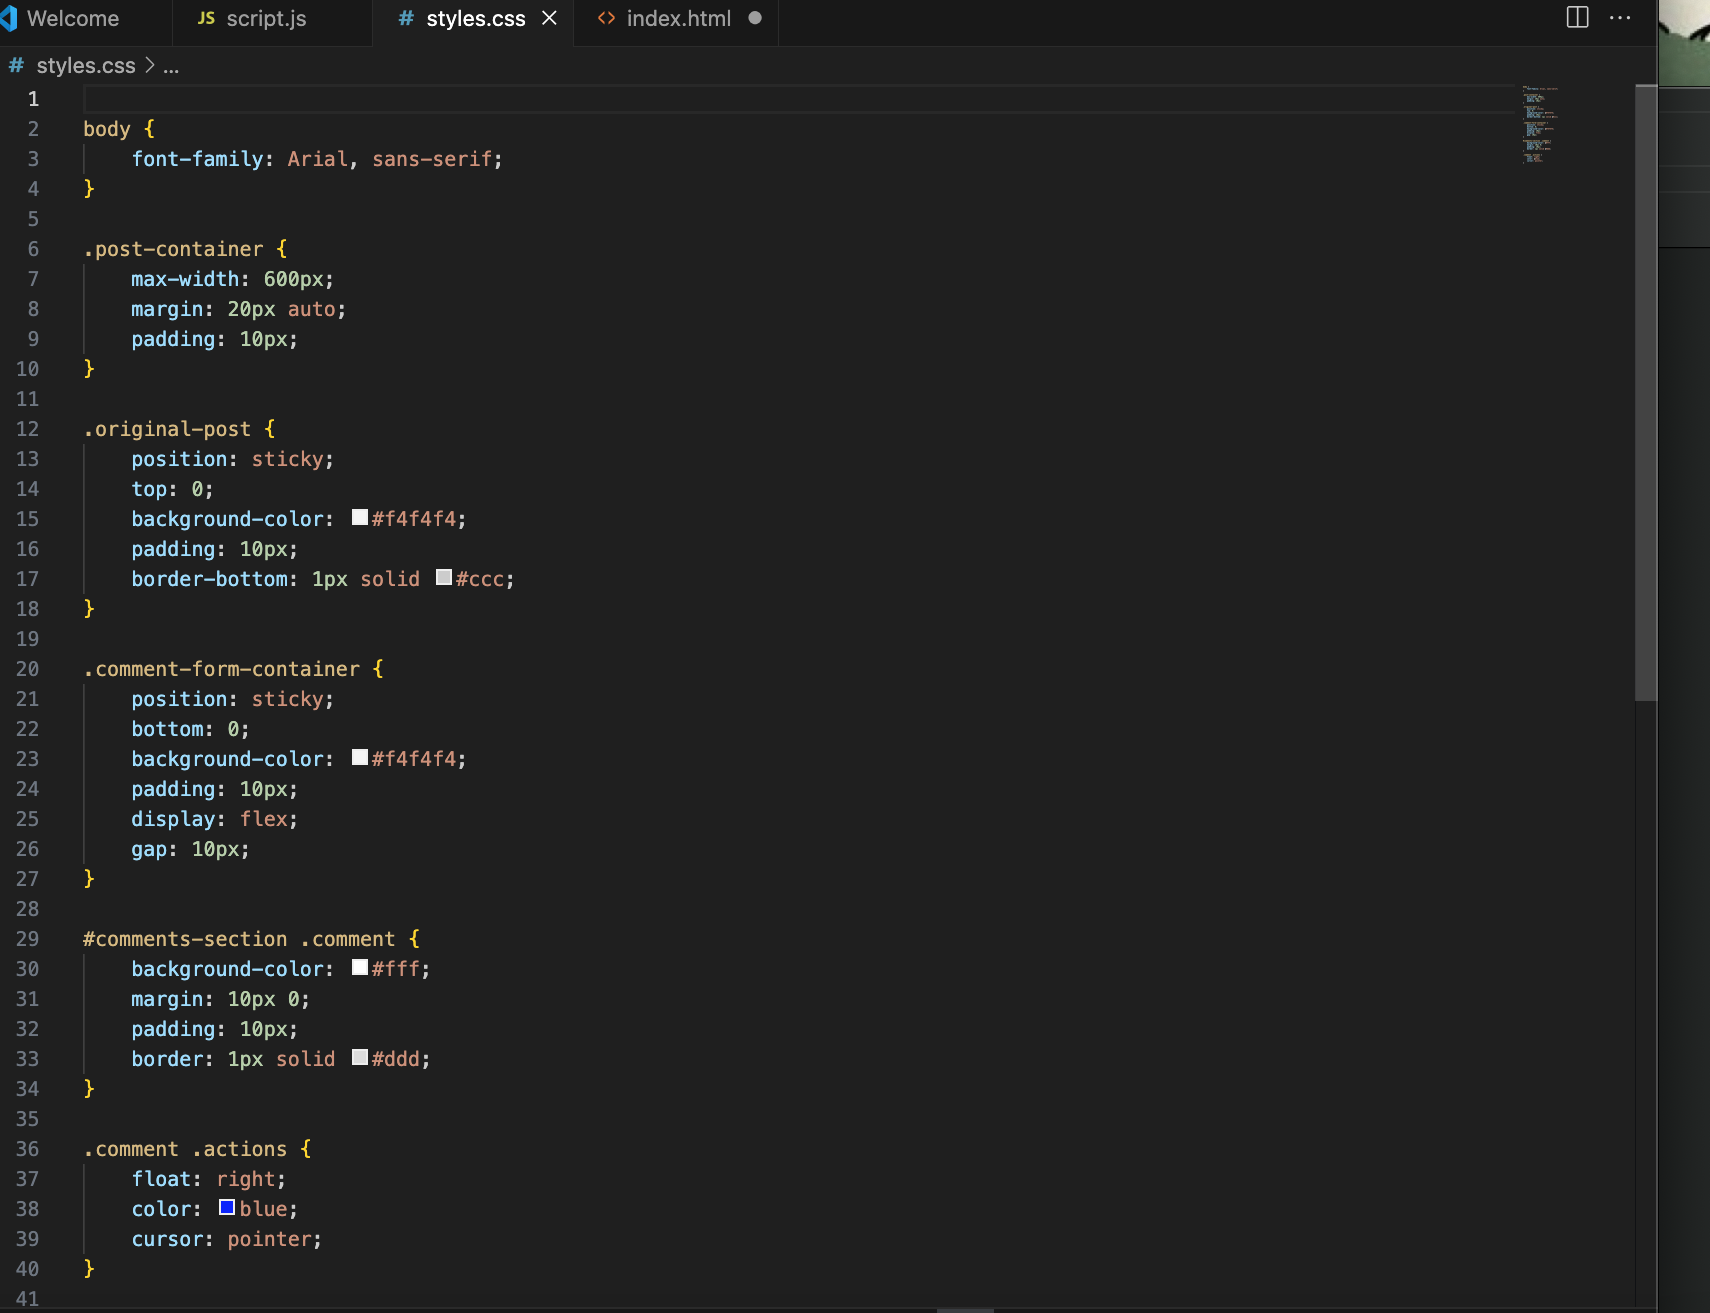 Welcome
JS script.js
# styles.css
<> index.html
# styles.css > ...
1
2 body {
3 font-family: Arial, sans-serif;
4 }
5
6 .post-container {
7 max-width: 600px;
8 margin: 20px auto;
9 padding: 10px;
10 }
11
12 .original-post {
13 position: sticky;
14 top: 0;
15 background-color: #f4f4f4;
16 padding: 10px;
17 border-bottom: 1px solid #ccc;
18 }
19
20 .comment-form-container {
21 position: sticky;
22 bottom: 0;
23 background-color: #f4f4f4;
24 padding: 10px;
25 display: flex;
26 gap: 10px;
27 }
28
29 #comments-section .comment {
30 background-color: #fff;
31 margin: 10px 0;
32 padding: 10px;
33 border: 1px solid #ddd;
34 }
35
36 .comment .actions {
37 float: right;
38 color: blue;
39 cursor: pointer;
40 }
41